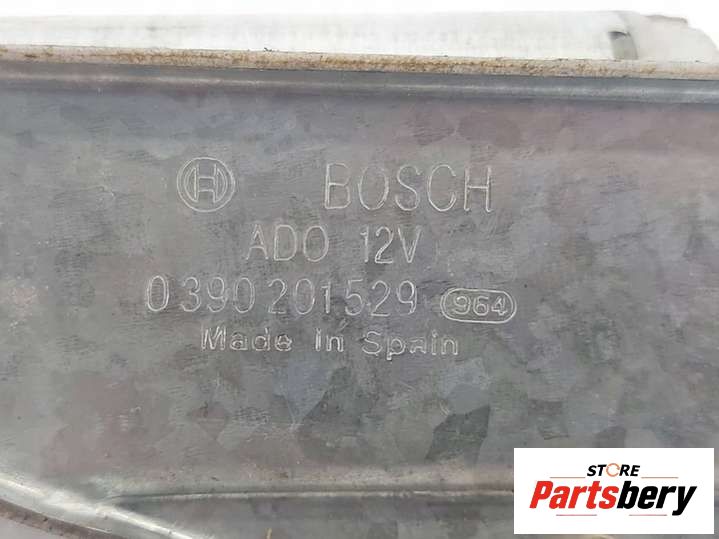 BOSCH
ADO 12V
0 390 201 529 964
Made in Spain
STORE
Partsbery